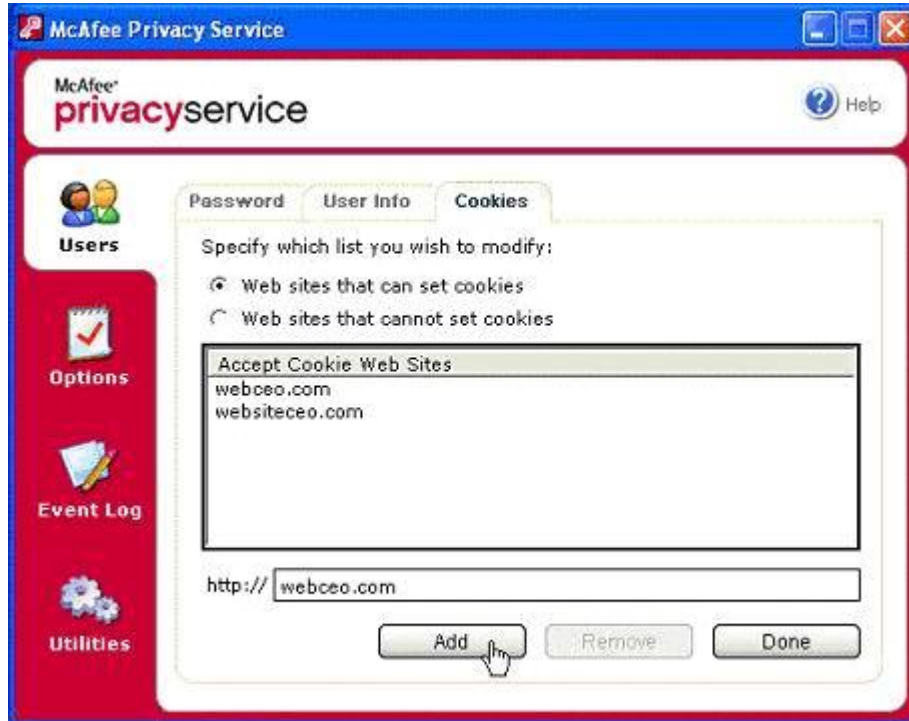 McAfee Privacy Service
McAfee
privacyservice
Help
Users
Password
User Info
Cookies
Specify which list you wish to modify:
Web sites that can set cookies
Web sites that cannot set cookies
Accept Cookie Web Sites
webceo.com
websiteceo.com
Options
Event Log
Utilities
http:// webceo.com
Add
Remove
Done